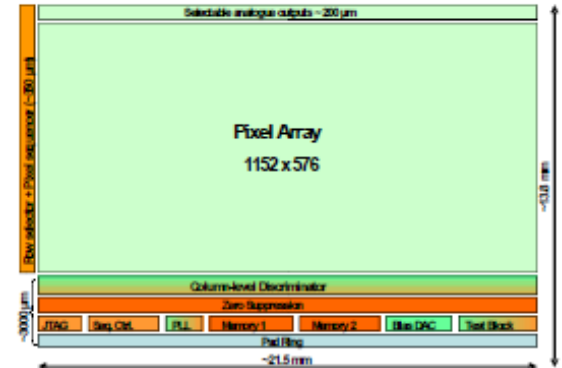 Selectable analogue outputs ~200 µm
Row selector + Pixel sequencer (~350 µm)
Pixel Array
1152 x 576
~13.8 mm
Column-level Discriminator
Zero Suppression
~3000 µm
JTAG
Seq. Ctrl.
PLL
Memory 1
Memory 2
Bias DAC
Test Block
Pad Ring
~21.5 mm